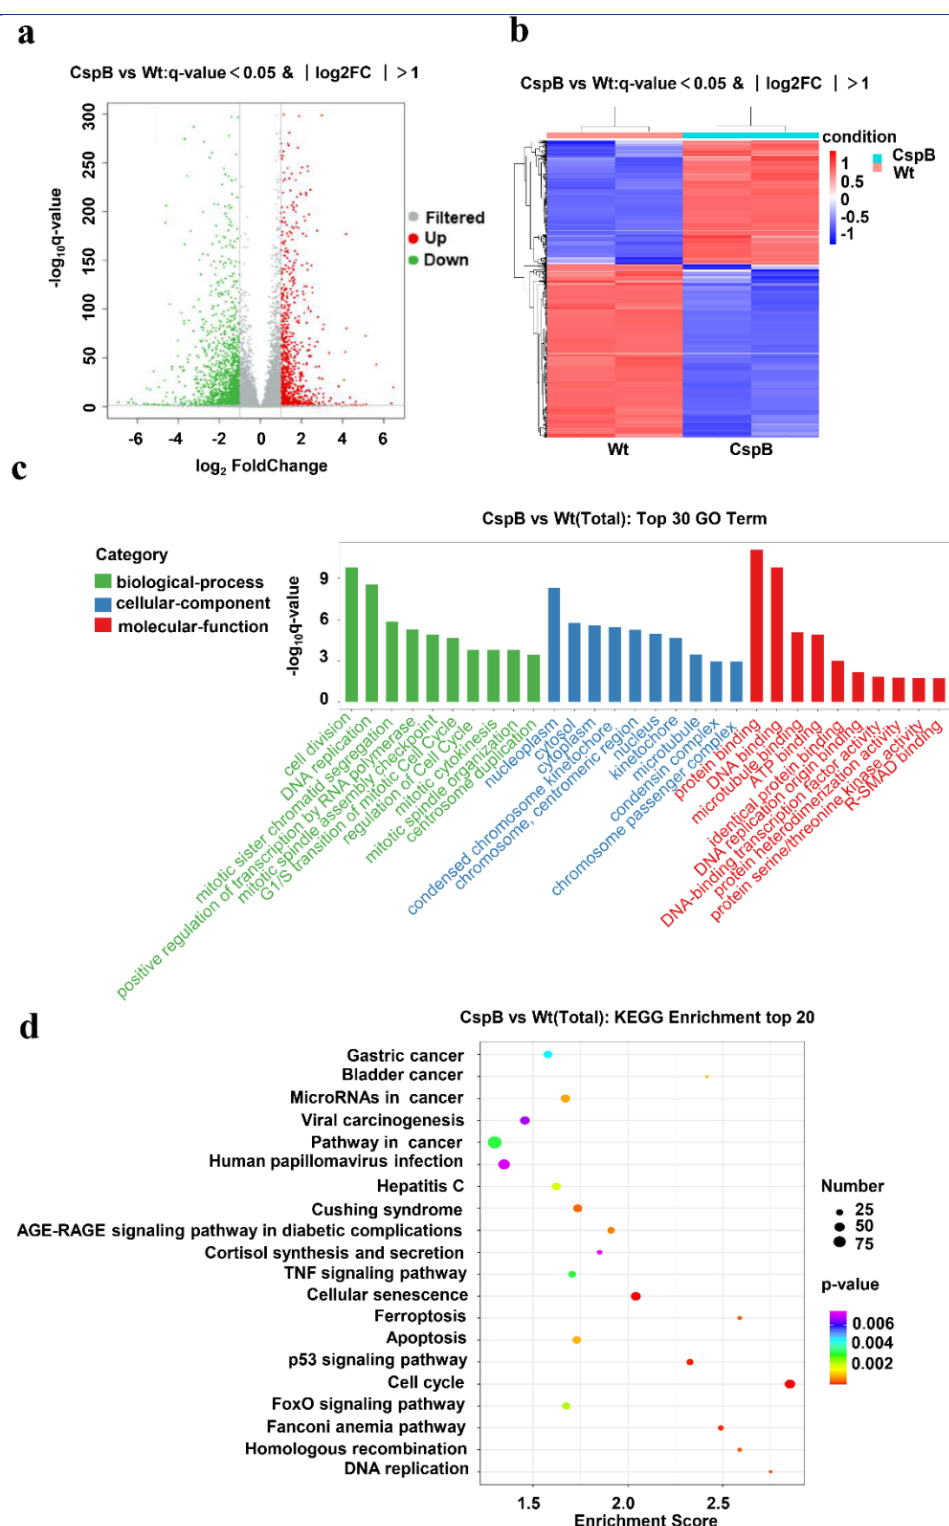 a
CspB vs Wt:q-value<0.05 & |log2FC|>1
-log10q-value
300
250
200
150
100
50
0
-6 -4 -2 0 2 4 6
log2 FoldChange
Filtered
Up
Down
b
CspB vs Wt:q-value<0.05 & |log2FC|>1
condition
1
0.5
0
-0.5
-1
CspB
Wt
Wt CspB
c
CspB vs Wt(Total): Top 30 GO Term
Category
biological-process
cellular-component
molecular-function
-log10q-value
9
6
3
0
cell division
DNA replication
mitotic sister chromatid segregation
positive regulation of transcription by RNA polymerase
mitotic spindle assembly checkpoint
G1/S transition of mitotic Cell Cycle
regulation of Cell Cycle
mitotic cytokinesis
mitotic spindle organization
centrosome duplication
nucleoplasm
cytosol
cytoplasm
condensed chromosome kinetochore
chromosome, centromeric region
nucleus
kinetochore
microtubule
condensin complex
chromosome passenger complex
protein binding
DNA binding
microtubule binding
ATP binding
identical protein binding
DNA replication origin binding
DNA-binding transcription factor activity
protein heterodimerization activity
protein serine/threonine kinase activity
R-SMAD binding
d
CspB vs Wt(Total): KEGG Enrichment top 20
Gastric cancer
Bladder cancer
MicroRNAs in cancer
Viral carcinogenesis
Pathway in cancer
Human papillomavirus infection
Hepatitis C
Cushing syndrome
AGE-RAGE signaling pathway in diabetic complications
Cortisol synthesis and secretion
TNF signaling pathway
Cellular senescence
Ferroptosis
Apoptosis
p53 signaling pathway
Cell cycle
FoxO signaling pathway
Fanconi anemia pathway
Homologous recombination
DNA replication
1.5 2.0 2.5
Enrichment Score
Number
25
50
75
p-value
0.006
0.004
0.002